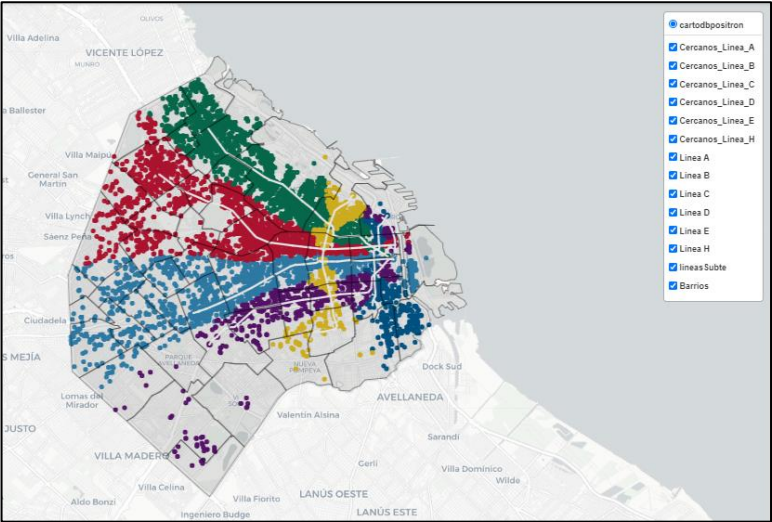 OLIVOS
Villa Adelina
VICENTE LÓPEZ
MUNRO
Ballester
Villa Maipú
General San
Martín
Villa Lynch
Sáenz Peña
Ciudadela
S MEJÍA
PARQUE
AVELLANEDA
NUEVA
POMPEYA
Dock Sud
Lomas del
Mirador
AVELLANEDA
Valentín Alsina
JUSTO
Sarandí
VILLA MADERO
Gerli
Villa Domínico
Wilde
Villa Celina
Aldo Bonzi
Villa Fiorito
LANÚS OESTE
Ingeniero Budge
LANÚS ESTE
cartodbpositron
Cercanos_Linea_A
Cercanos_Linea_B
Cercanos_Linea_C
Cercanos_Linea_D
Cercanos_Linea_E
Cercanos_Linea_H
Linea A
Linea B
Linea C
Linea D
Linea E
Linea H
lineasSubte
Barrios